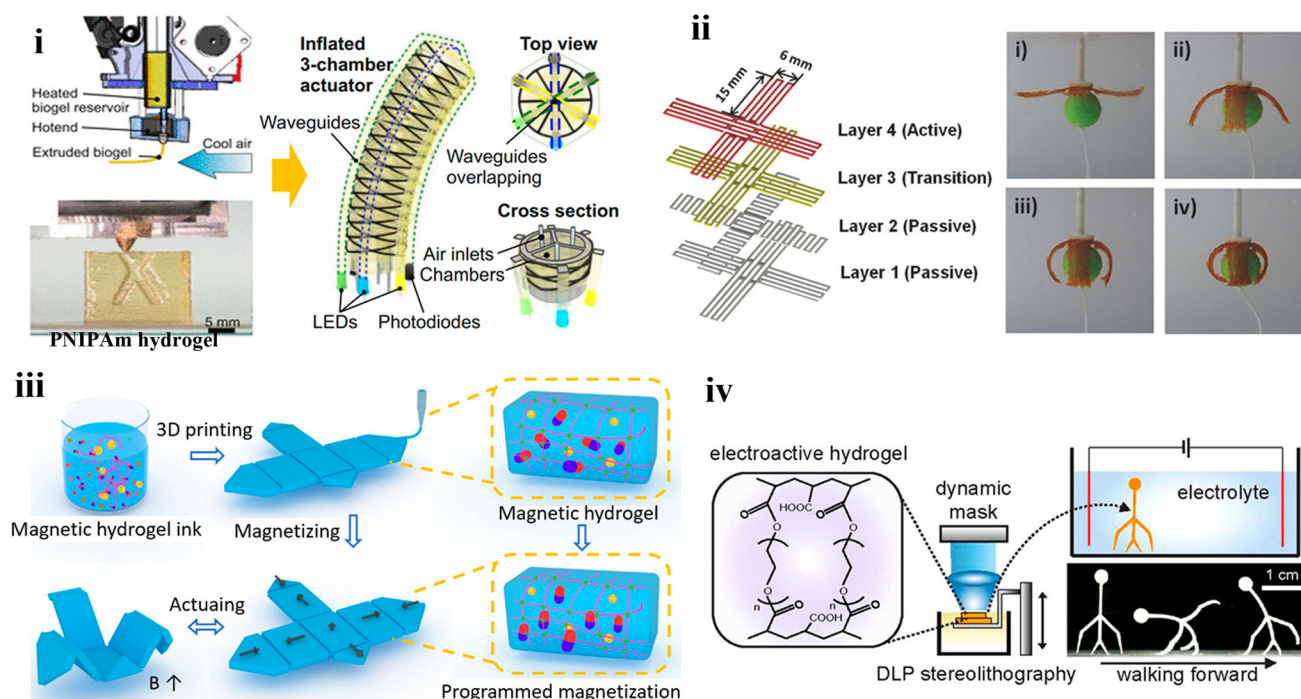 i
Heated
biogel reservoir
Hotend
Extruded biogel
Cool air
5 mm
PNIPAm hydrogel
Inflated
3-chamber
actuator
Waveguides
LEDs
Photodiodes
Top view
Waveguides
overlapping
Cross section
Air inlets
Chambers
ii
15 mm
6 mm
Layer 4 (Active)
Layer 3 (Transition)
Layer 2 (Passive)
Layer 1 (Passive)
i)
ii)
iii)
iv)
iii
3D printing
Magnetic hydrogel ink
Magnetizing
Magnetic hydrogel
Actuaing
B ↑
Programmed magnetization
iv
electroactive hydrogel
O
O
HOOC
O
O
n
n
O
O
O
O
COOH
dynamic
mask
DLP stereolithography
electrolyte
1 cm
walking forward